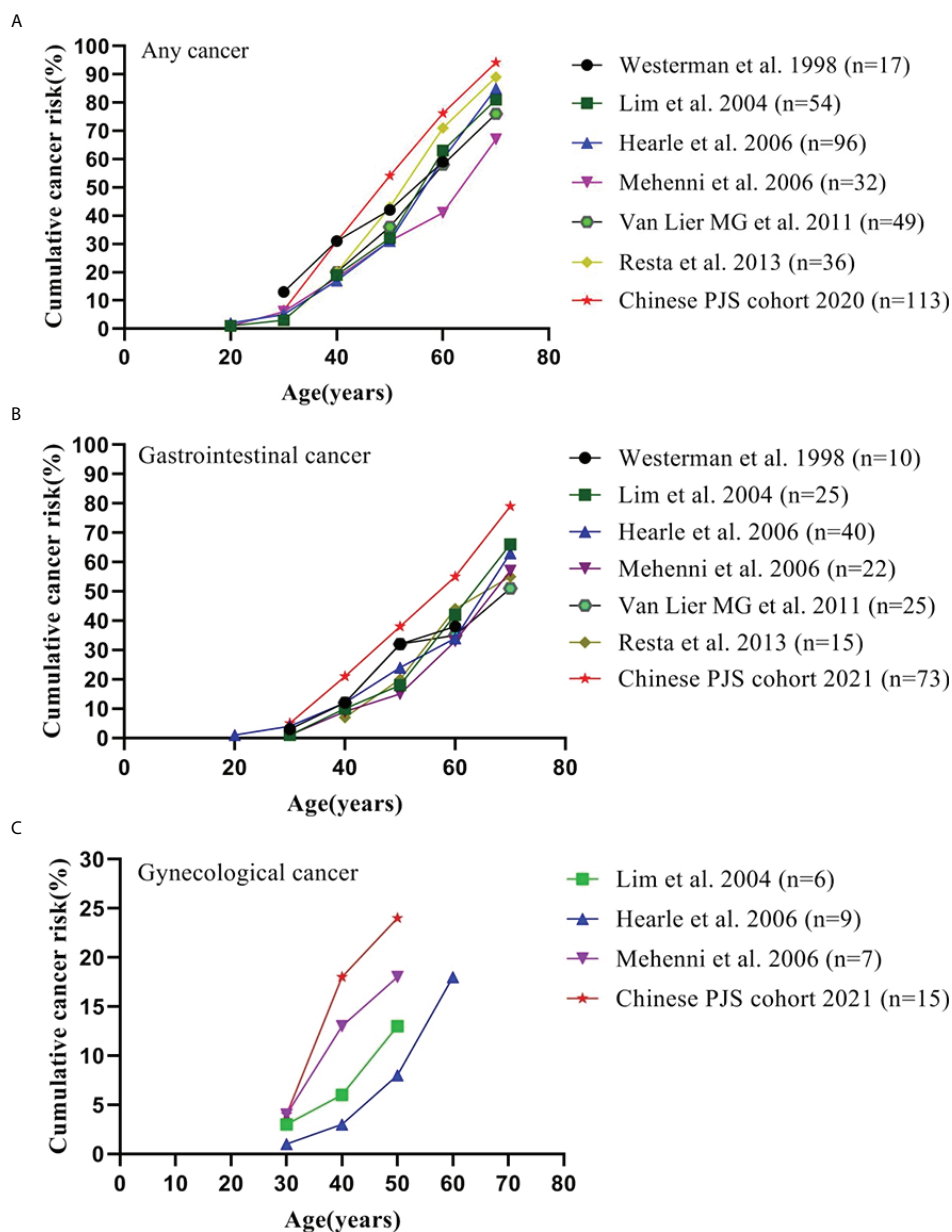 A
Any cancer
Cumulative cancer risk(%)
100
90
80
70
60
50
40
30
20
10
0
0 20 40 60 80
Age(years)
Westerman et al. 1998 (n=17)
Lim et al. 2004 (n=54)
Hearle et al. 2006 (n=96)
Mehenni et al. 2006 (n=32)
Van Lier MG et al. 2011 (n=49)
Resta et al. 2013 (n=36)
Chinese PJS cohort 2020 (n=113)
B
Gastrointestinal cancer
Cumulative cancer risk(%)
100
90
80
70
60
50
40
30
20
10
0
0 20 40 60 80
Age(years)
Westerman et al. 1998 (n=10)
Lim et al. 2004 (n=25)
Hearle et al. 2006 (n=40)
Mehenni et al. 2006 (n=22)
Van Lier MG et al. 2011 (n=25)
Resta et al. 2013 (n=15)
Chinese PJS cohort 2021 (n=73)
C
Gynecological cancer
Cumulative cancer risk(%)
30
25
20
15
10
5
0
0 10 20 30 40 50 60 70 80
Age(years)
Lim et al. 2004 (n=6)
Hearle et al. 2006 (n=9)
Mehenni et al. 2006 (n=7)
Chinese PJS cohort 2021 (n=15)